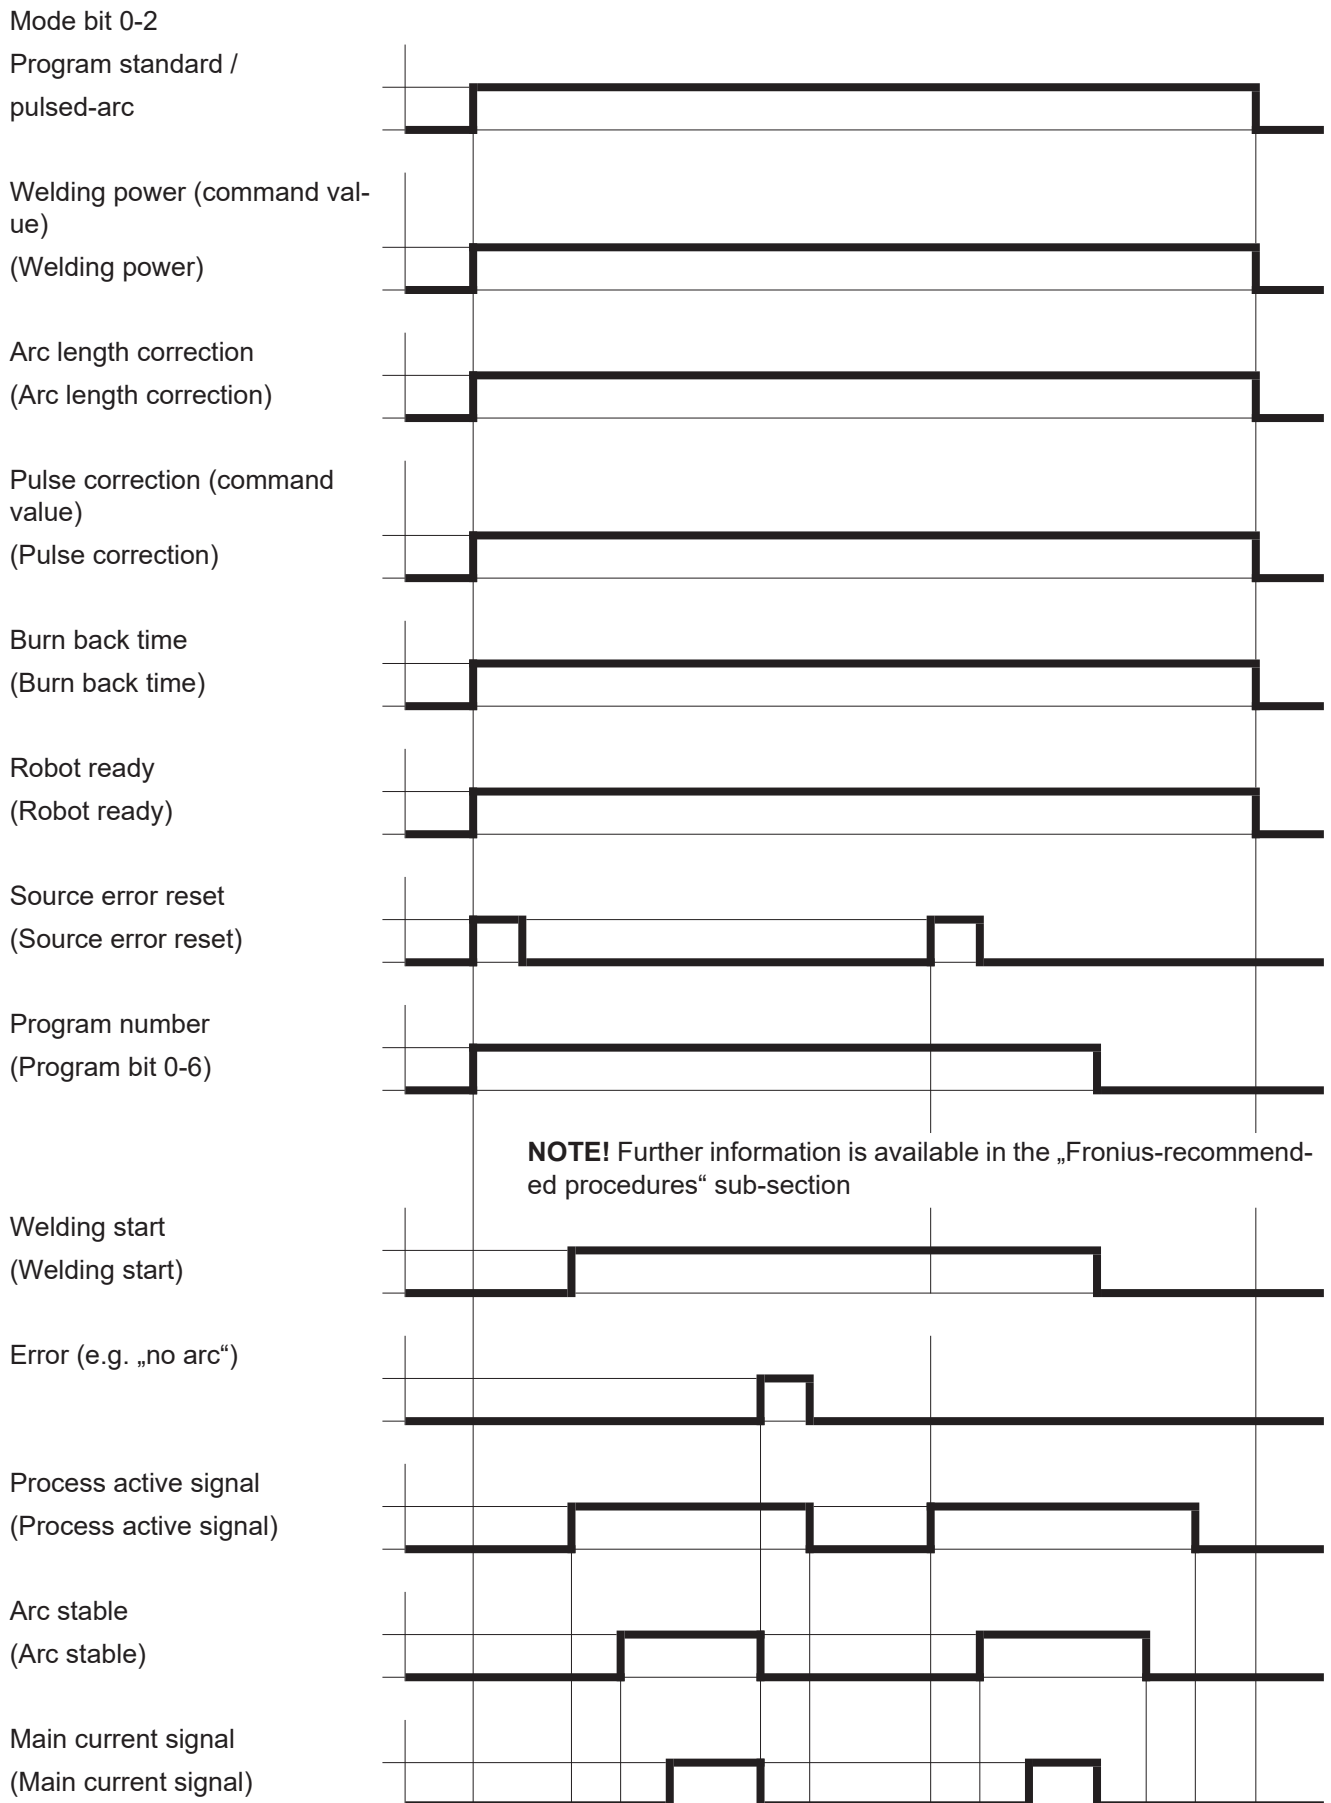 Mode bit 0-2
Program standard /
pulsed-arc
Welding power (command val-
ue)
(Welding power)
Arc length correction
(Arc length correction)
Pulse correction (command
value)
(Pulse correction)
Burn back time
(Burn back time)
Robot ready
(Robot ready)
Source error reset
(Source error reset)
Program number
(Program bit 0-6)
NOTE! Further information is available in the „Fronius-recommend-
ed procedures“ sub-section
Welding start
(Welding start)
Error (e.g. „no arc“)
Process active signal
(Process active signal)
Arc stable
(Arc stable)
Main current signal
(Main current signal)